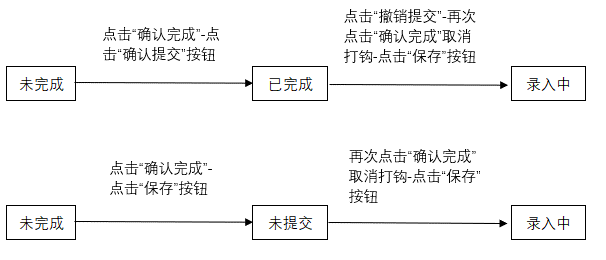 点击“确认完成”-点
击“确认提交”按钮
点击“撤销提交”-再次
点击“确认完成”取消
打钩-点击“保存”按钮
未完成
已完成
录入中
点击“确认完成”-
点击“保存”按钮
再次点击“确认完成”
取消打钩-点击“保存”
按钮
未完成
未提交
录入中